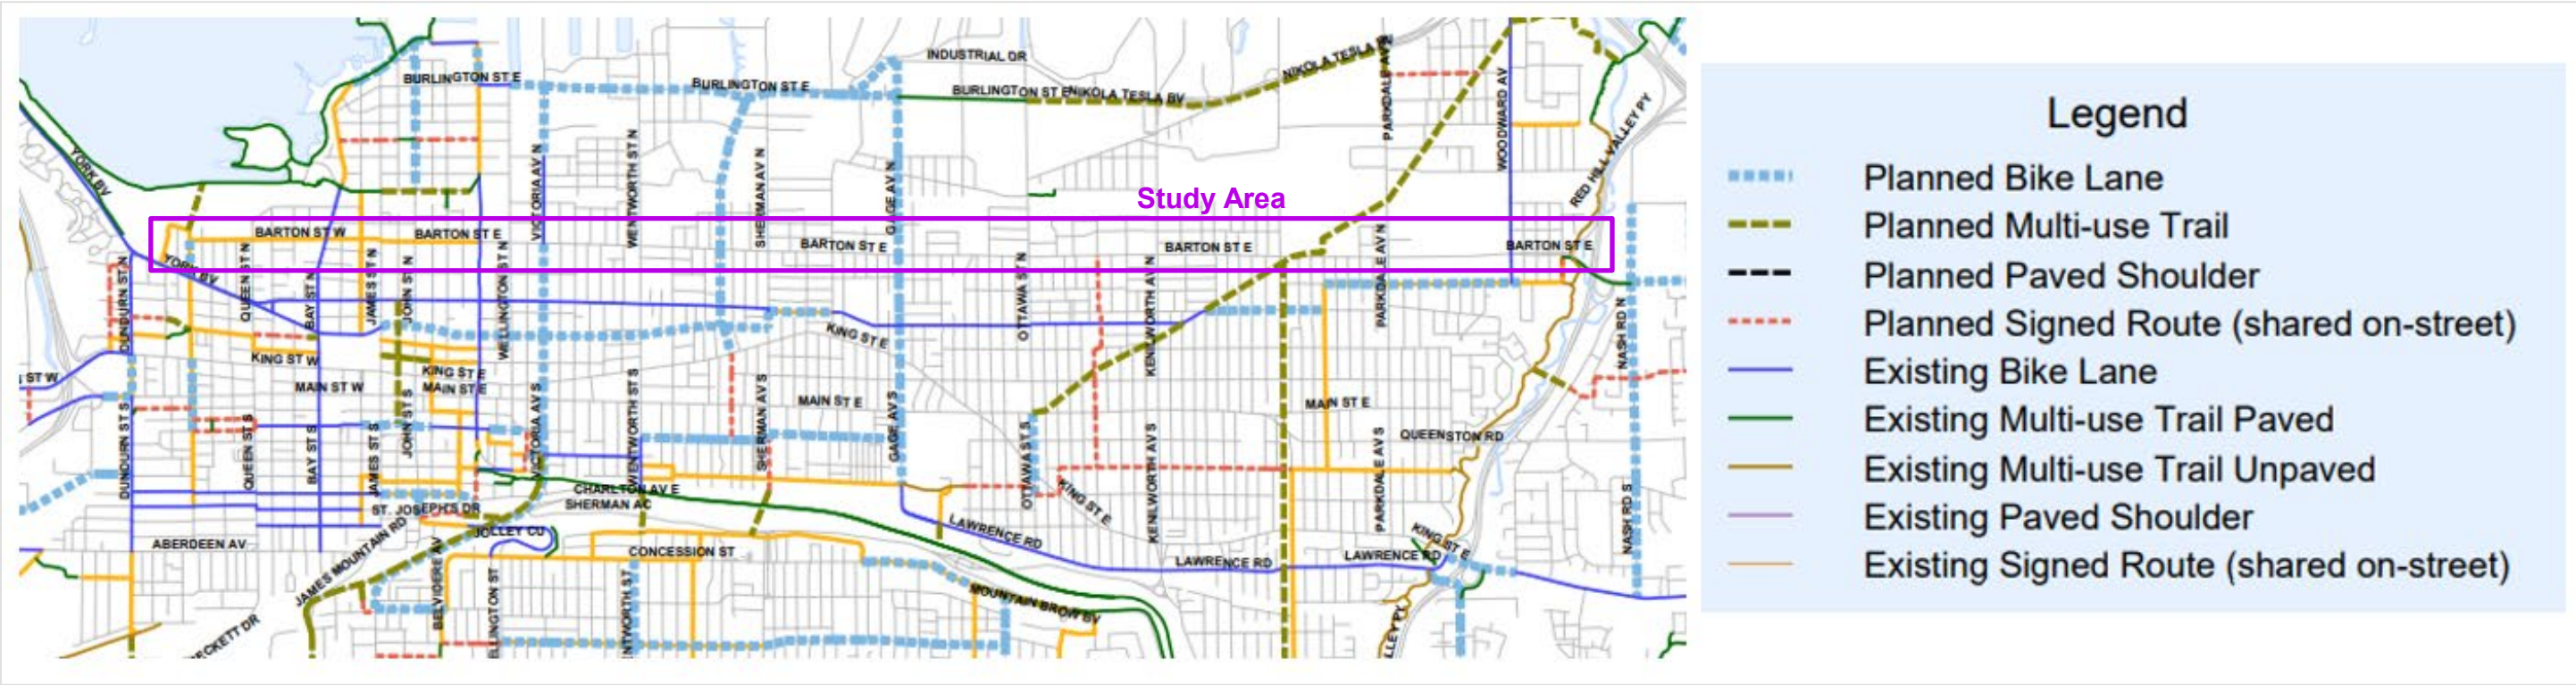 INDUSTRIAL DR
BURLINGTON ST E
BURLINGTON ST E
BURLINGTON ST E
NIKOLA TESLA BV
NIKOLA TESLA
PARKDALE AV N
WOODWARD AV
RED HILL VALLEY PY
YORK BV
VICTORIA AV N
WENTWORTH ST N
SHERMAN AV N
GAGE AV N
Study Area
BARTON ST W
BARTON ST E
BARTON ST E
BARTON ST E
BARTON ST E
YORK BV
DUNDURN ST N
QUEEN ST N
BAY ST N
JAMES ST N
JOHN ST N
WELLINGTON ST N
OTTAWA ST N
KENILWORTH AV N
PARKDALE AV N
NASH RD N
KING ST E
KING ST W
KING ST E
ST W
MAIN ST W
MAIN ST E
MAIN ST E
MAIN ST E
QUEENSTON RD
DUNDURN ST S
QUEEN ST S
BAY ST S
JAMES ST S
JOHN ST S
VICTORIA AV S
WENTWORTH ST S
SHERMAN AV S
GAGE AV S
OTTAWA ST S
KING ST E
KENILWORTH AV S
PARKDALE AV S
NASH RD S
CHARLTON AV E
SHERMAN AC
ST. JOSEPH'S DR
JOLLEY CU
ABERDEEN AV
JAMES MOUNTAIN RD
CONCESSION ST
LAWRENCE RD
LAWRENCE RD
LAWRENCE RD
KING ST E
BELVIDERE AV
ELLINGTON ST
NTWORTH ST
MOUNTAIN BROW BV
ECKETT DR
LLEY PY
Legend
Planned Bike Lane
Planned Multi-use Trail
Planned Paved Shoulder
Planned Signed Route (shared on-street)
Existing Bike Lane
Existing Multi-use Trail Paved
Existing Multi-use Trail Unpaved
Existing Paved Shoulder
Existing Signed Route (shared on-street)